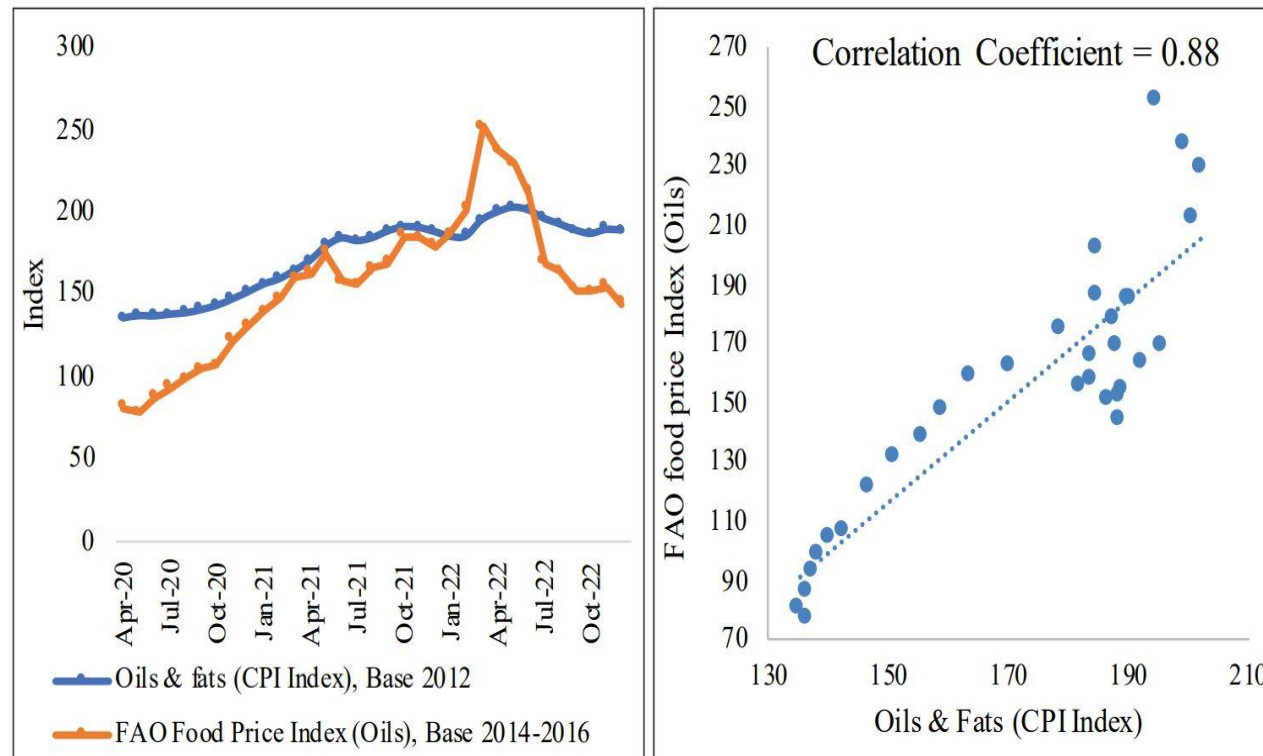 300
250
200
150
100
50
0
Index
Apr-20
Jul-20
Oct-20
Jan-21
Apr-21
Jul-21
Oct-21
Jan-22
Apr-22
Jul-22
Oct-22
Oils & fats (CPI Index), Base 2012
FAO Food Price Index (Oils), Base 2014-2016
Correlation Coefficient = 0.88
270
250
230
210
190
170
150
130
110
90
70
FAO food price Index (Oils)
130
150
170
190
210
Oils & Fats (CPI Index)